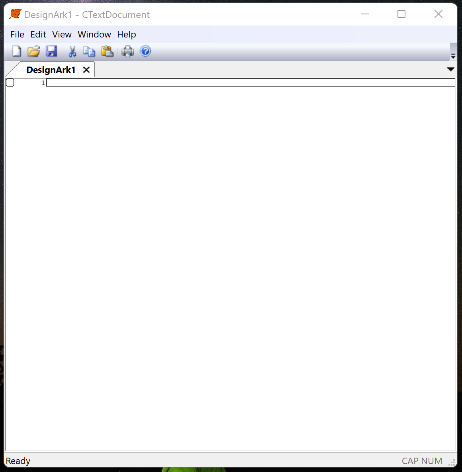 DesignArk1 - CTextDocument
File Edit View Window Help
DesignArk1
1
Ready CAP NUM